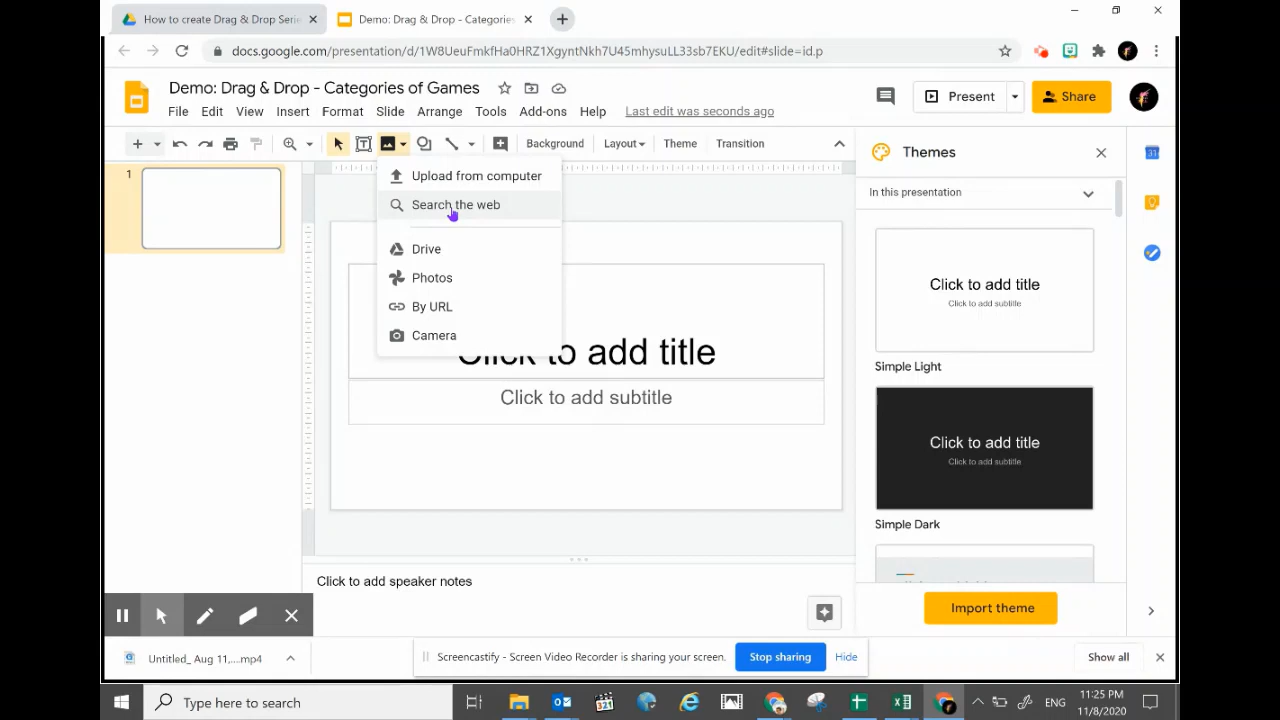 How to create Drag & Drop Serie
Demo: Drag & Drop - Categories
docs.google.com/presentation/d/1W8UeuFmkfHa0HRZ1XgyntNkh7U45mhysuLL33sb7EKU/edit#slide=id.p
Demo: Drag & Drop - Categories of Games
File Edit View Insert Format Slide Arrange Tools Add-ons Help Last edit was seconds ago
Present
Share
Background Layout Theme Transition
Upload from computer
Search the web
Drive
Photos
By URL
Camera
1
Click to add title
Click to add subtitle
Click to add speaker notes
Themes
In this presentation
Click to add title
Click to add subtitle
Simple Light
Click to add title
Click to add subtitle
Simple Dark
Import theme
31
Untitled_ Aug 11,....mp4
Screencastify - Screen Video Recorder is sharing your screen.
Stop sharing
Hide
Show all
Type here to search
ENG
11:25 PM
11/8/2020